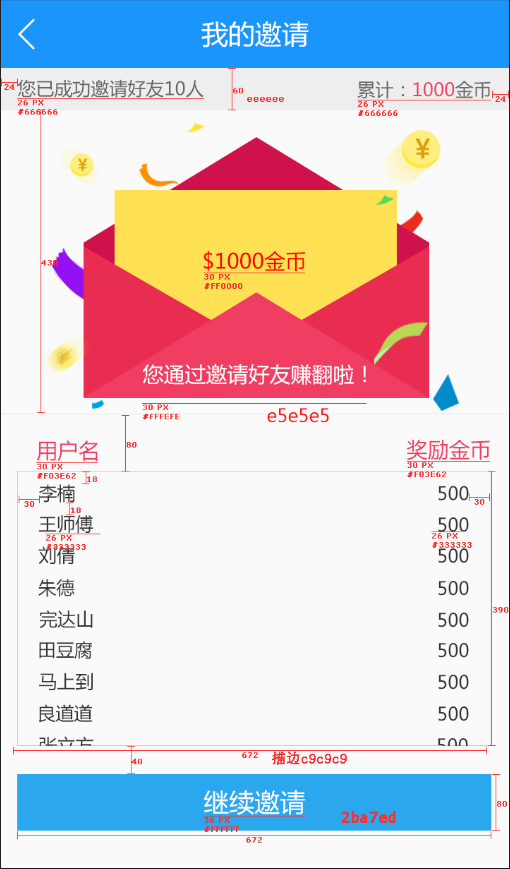 我的邀请
您已成功邀请好友10人
累计：1000金币
24
26 PX
#666666
60
eeeeee
26 PX
#666666
24
¥
¥
430
$1000金币
30 PX
#FF0000
您通过邀请好友赚翻啦！
30 PX
#FFFEFE
e5e5e5
80
用户名
奖励金币
30 PX
#F03E62
30 PX
#F03E62
18
李楠
500
30
30
18
王师傅
500
26 PX
#333333
26 PX
#333333
刘倩
500
朱德
500
完达山
500
390
田豆腐
500
马上到
500
良道道
500
张立方
500
672
描边c9c9c9
40
继续邀请
36 PX
#FFFFFF
2ba7ed
80
672